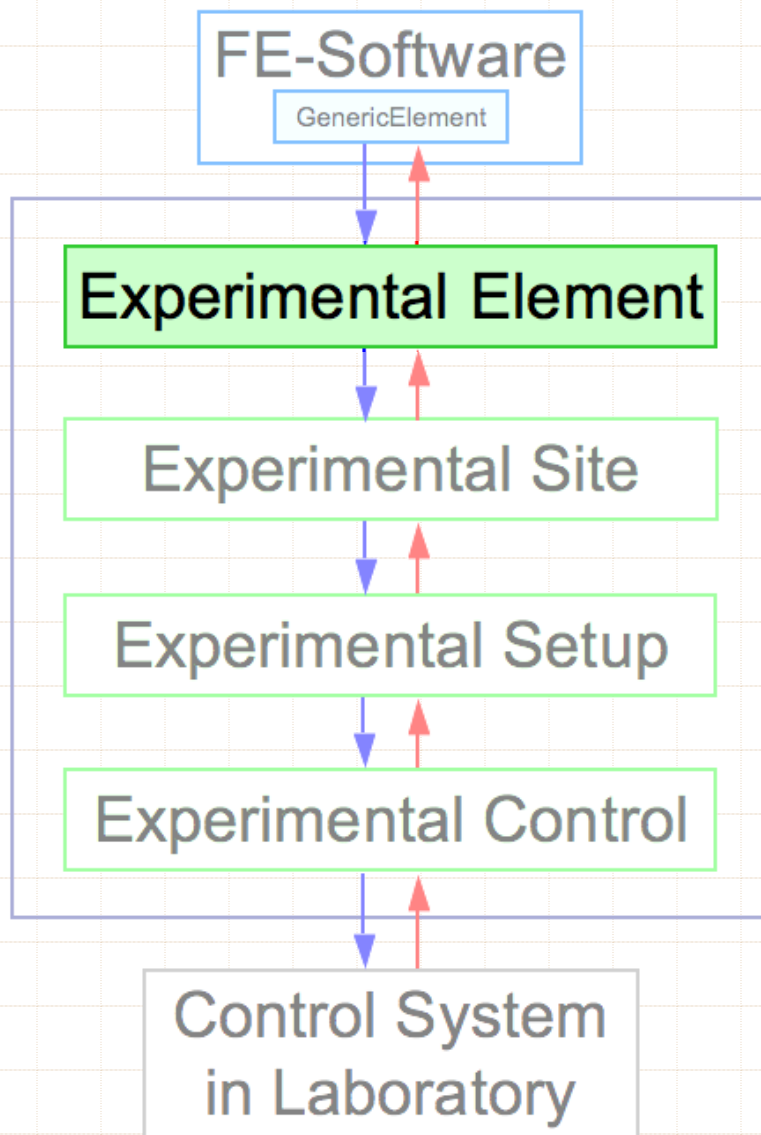 FE-Software
GenericElement
Experimental Element
Experimental Site
Experimental Setup
Experimental Control
Control System
in Laboratory